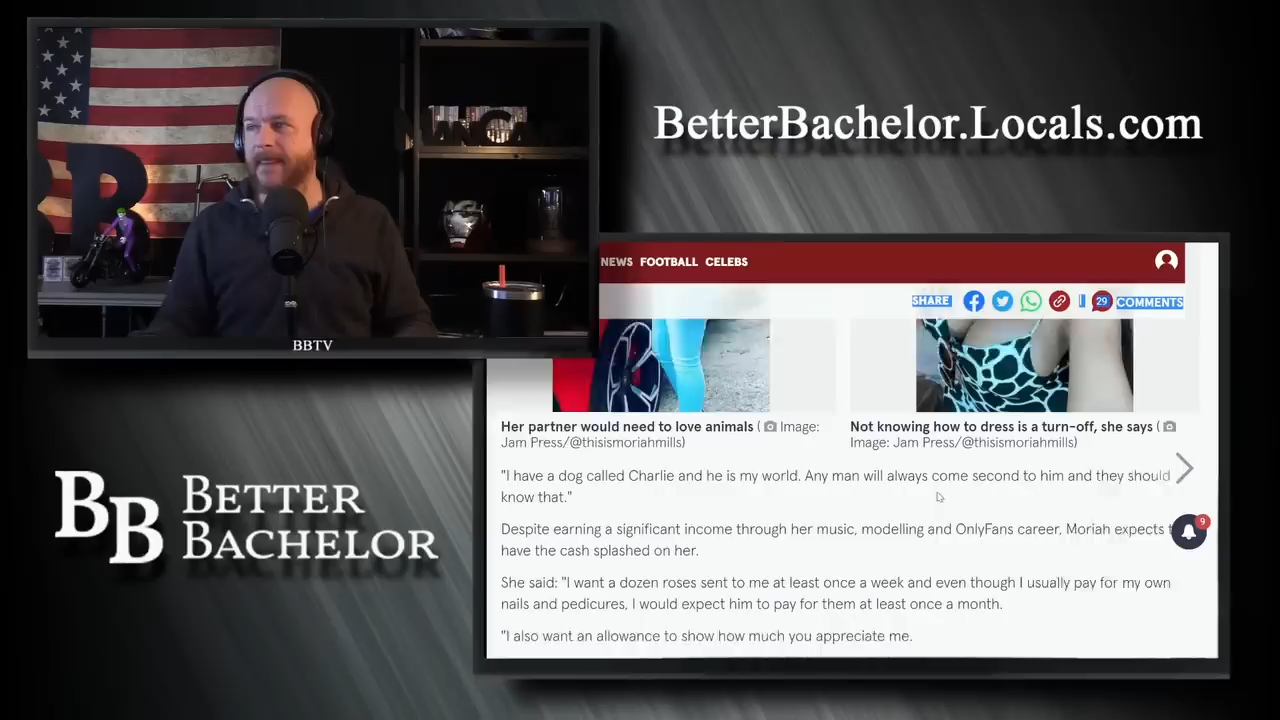 BetterBachelor.Locals.com
BBTV
NEWS FOOTBALL CELEBS
SHARE 29 COMMENTS
Her partner would need to love animals ( Image:
Jam Press/@thisismoriahmills)
Not knowing how to dress is a turn-off, she says (
Image: Jam Press/@thisismoriahmills)
"I have a dog called Charlie and he is my world. Any man will always come second to him and they should
know that."
9
Despite earning a significant income through her music, modelling and OnlyFans career, Moriah expects t
have the cash splashed on her.
She said: "I want a dozen roses sent to me at least once a week and even though I usually pay for my own
nails and pedicures, I would expect him to pay for them at least once a month.
"I also want an allowance to show how much you appreciate me.
BB BETTER
BACHELOR